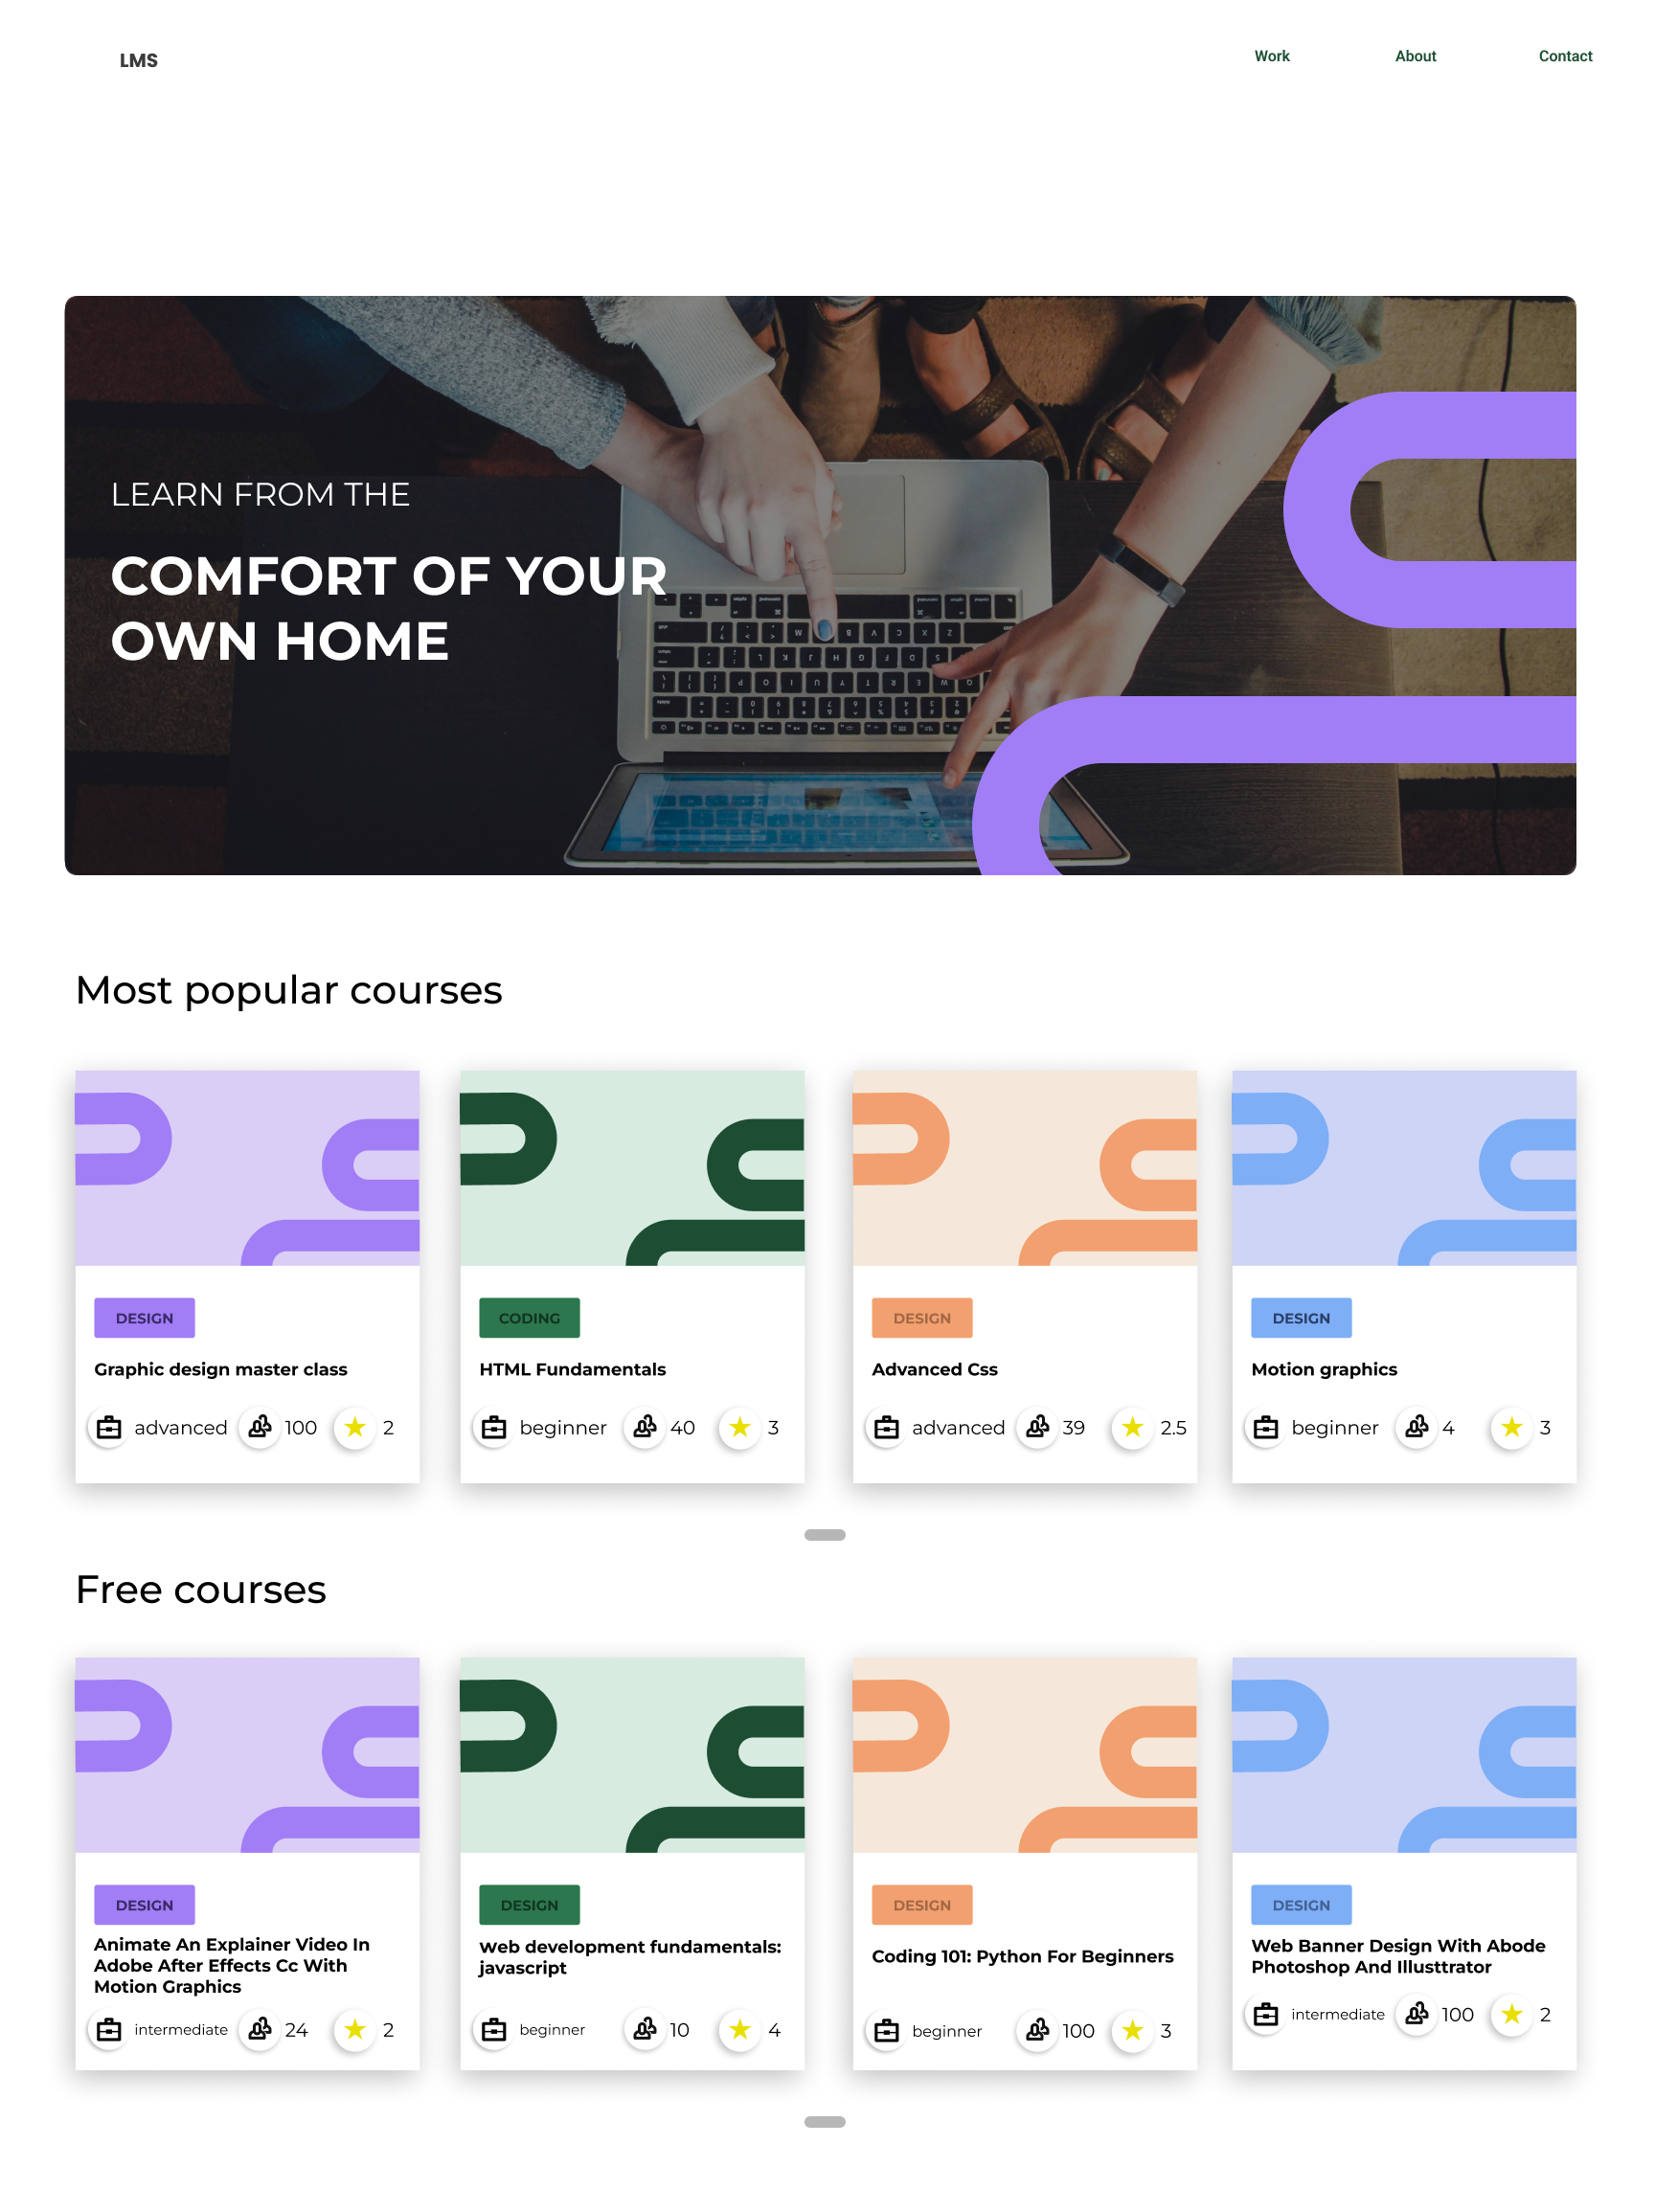 LMS
Work About Contact
LEARN FROM THE
COMFORT OF YOUR
OWN HOME
Most popular courses
DESIGN
Graphic design master class
advanced 100 2
CODING
HTML Fundamentals
beginner 40 3
DESIGN
Advanced Css
advanced 39 2.5
DESIGN
Motion graphics
beginner 4 3
Free courses
DESIGN
Animate An Explainer Video In
Adobe After Effects Cc With
Motion Graphics
intermediate 24 2
DESIGN
Web development fundamentals:
javascript
beginner 10 4
DESIGN
Coding 101: Python For Beginners
beginner 100 3
DESIGN
Web Banner Design With Abode
Photoshop And Illusttrator
intermediate 100 2